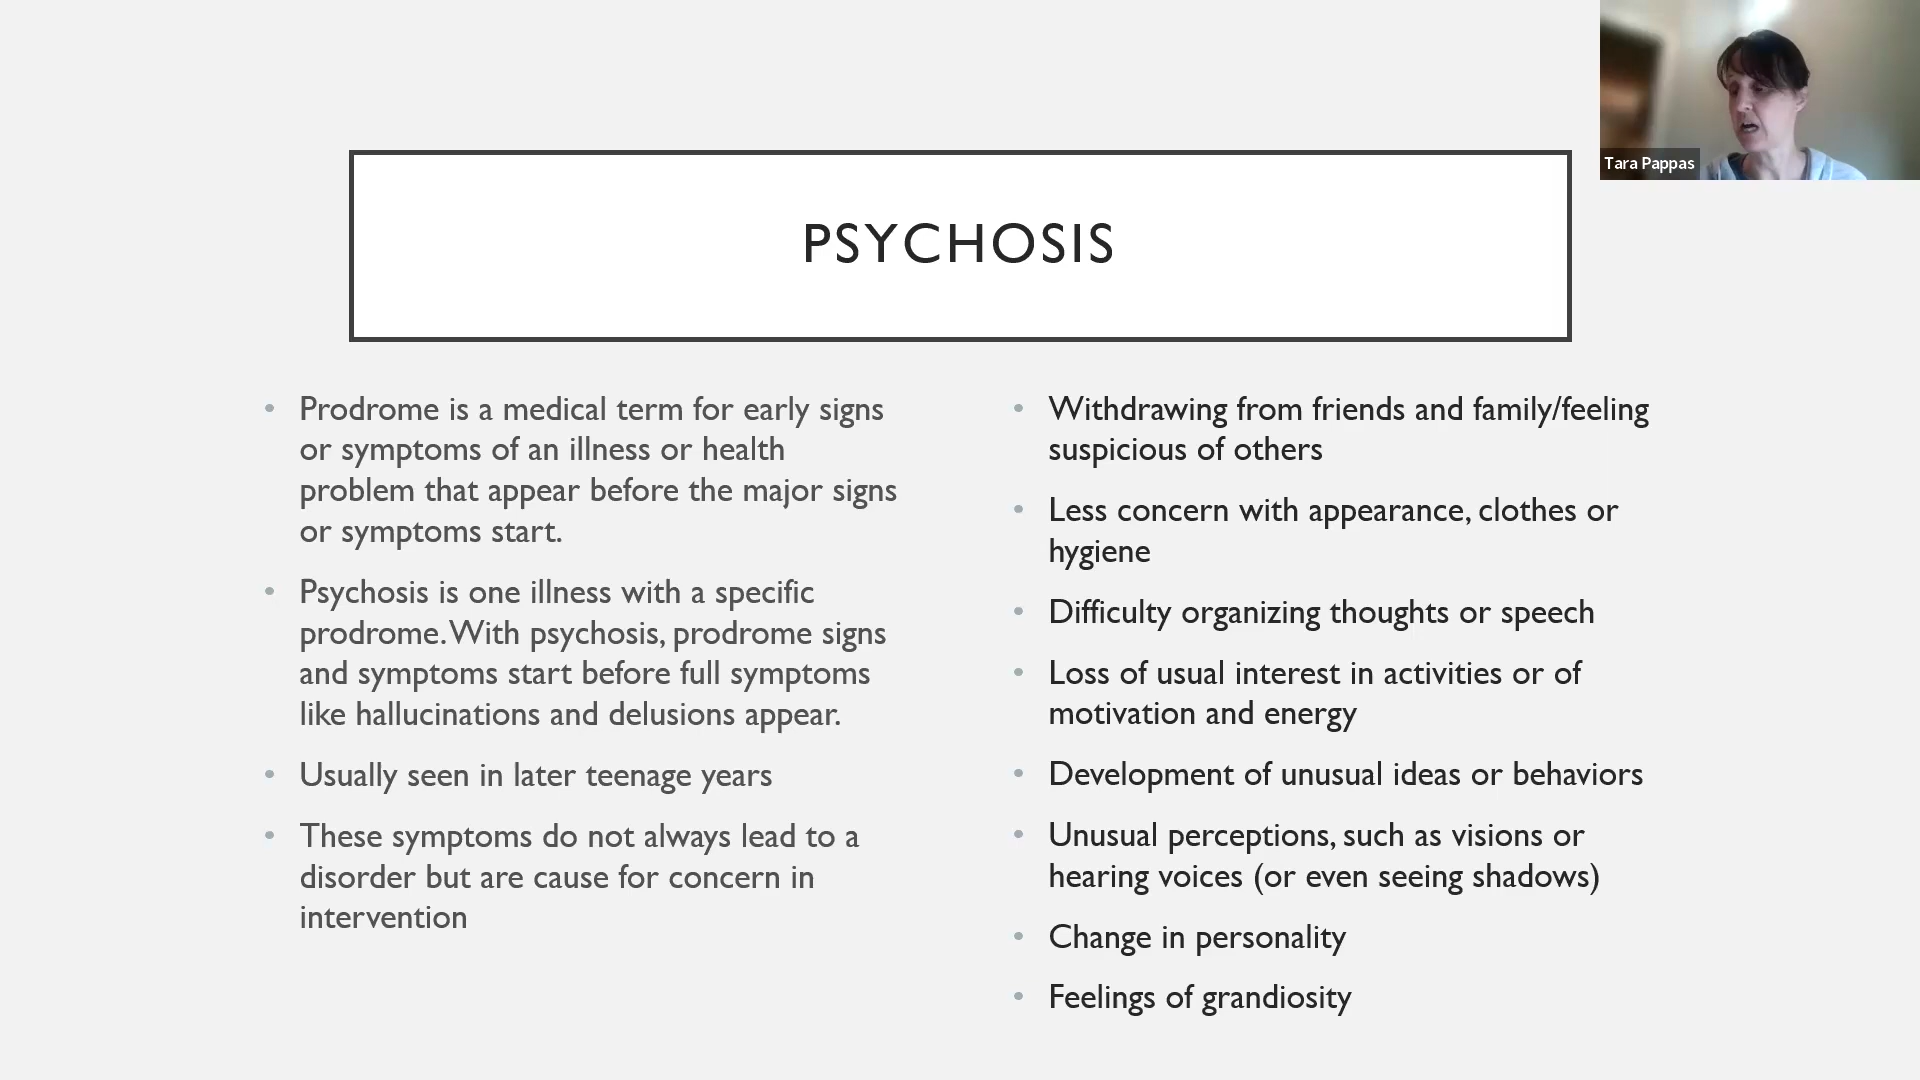 Tara Pappas
PSYCHOSIS
• Prodrome is a medical term for early signs
or symptoms of an illness or health
problem that appear before the major signs
or symptoms start.
• Psychosis is one illness with a specific
prodrome. With psychosis, prodrome signs
and symptoms start before full symptoms
like hallucinations and delusions appear.
• Usually seen in later teenage years
• These symptoms do not always lead to a
disorder but are cause for concern in
intervention
• Withdrawing from friends and family/feeling
suspicious of others
• Less concern with appearance, clothes or
hygiene
• Difficulty organizing thoughts or speech
• Loss of usual interest in activities or of
motivation and energy
• Development of unusual ideas or behaviors
• Unusual perceptions, such as visions or
hearing voices (or even seeing shadows)
• Change in personality
• Feelings of grandiosity